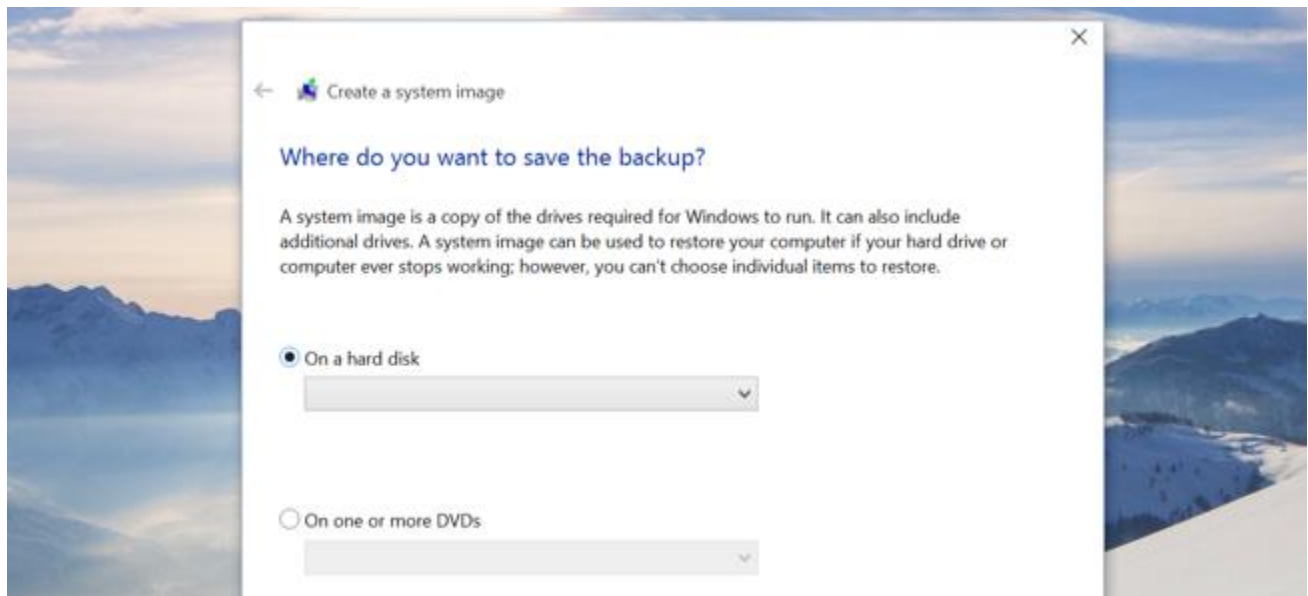 Create a system image
Where do you want to save the backup?
A system image is a copy of the drives required for Windows to run. It can also include
additional drives. A system image can be used to restore your computer if your hard drive or
computer ever stops working; however, you can't choose individual items to restore.
On a hard disk
On one or more DVDs